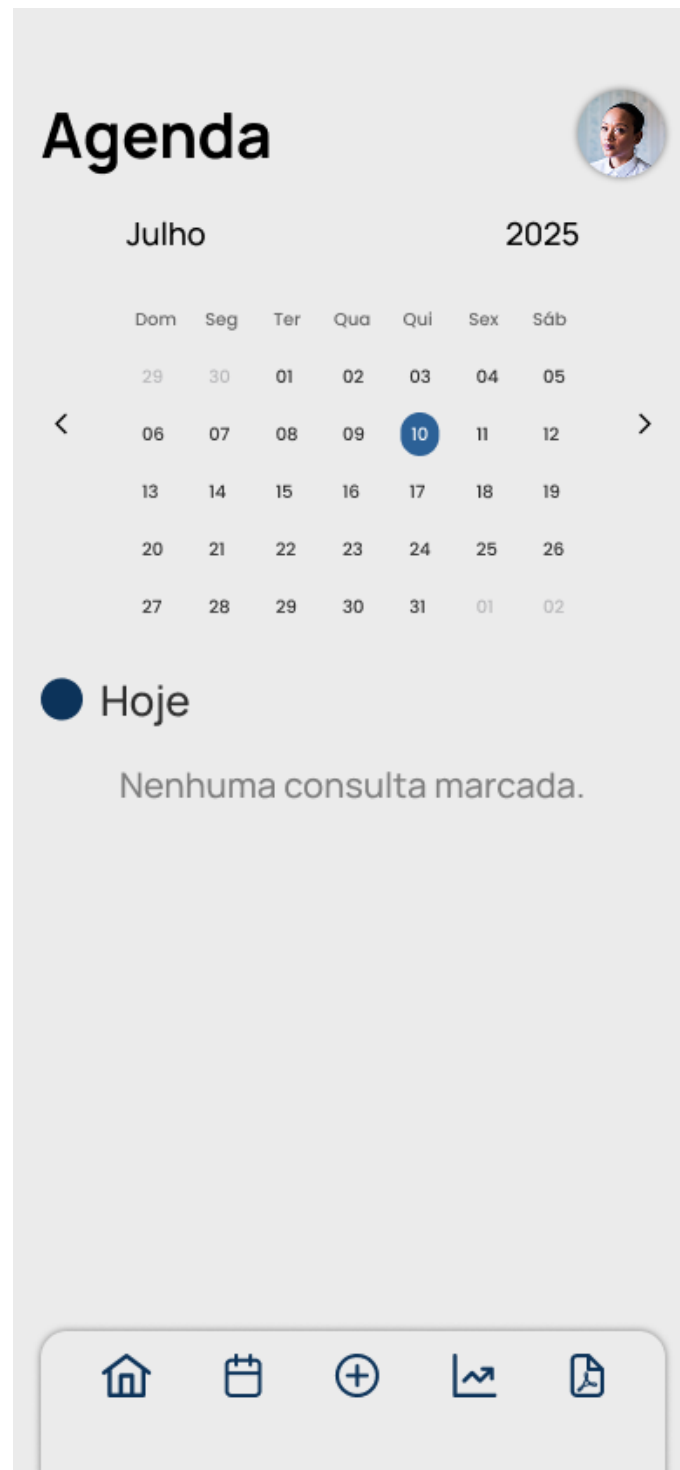 Agenda
Julho 2025
Dom Seg Ter Qua Qui Sex Sáb
29 30 01 02 03 04 05
06 07 08 09 10 11 12
13 14 15 16 17 18 19
20 21 22 23 24 25 26
27 28 29 30 31 01 02
Hoje
Nenhuma consulta marcada.